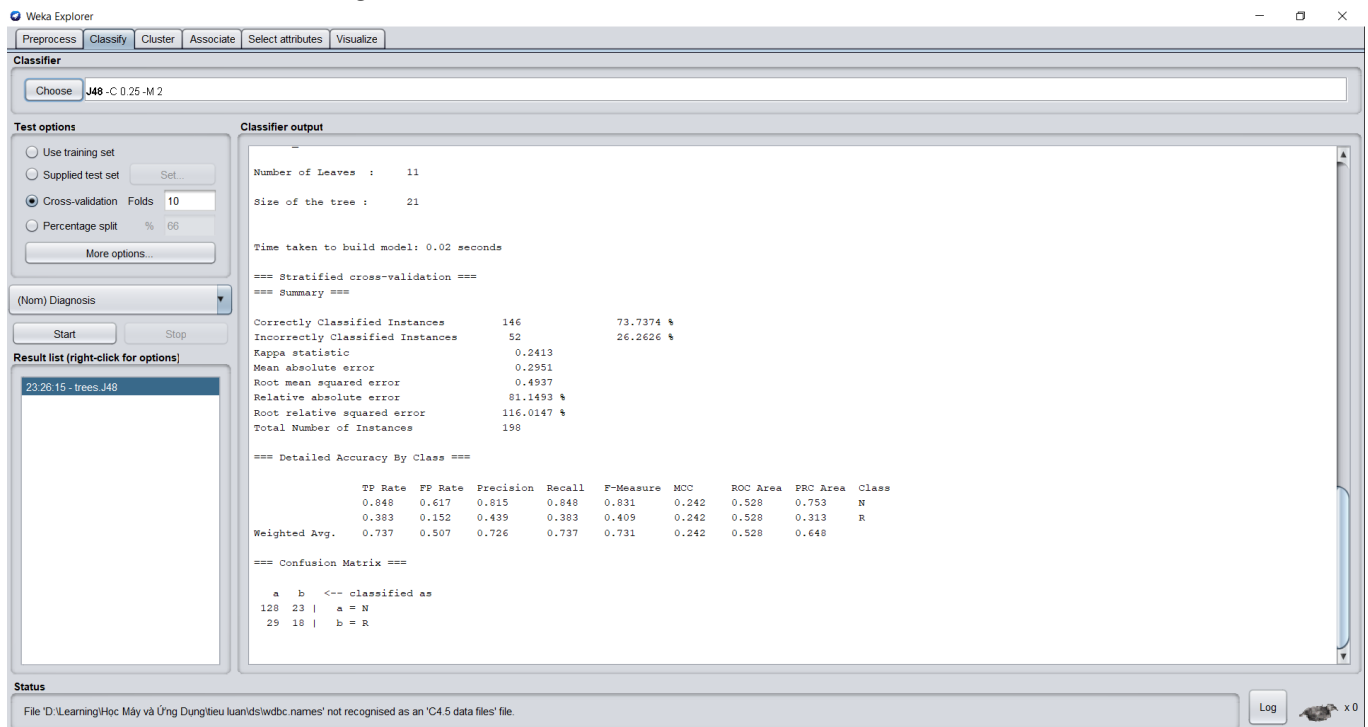 Weka Explorer
Preprocess Classify Cluster Associate Select attributes Visualize
Classifier
Choose J48 -C 0.25 -M 2
Test options
Use training set
Supplied test set Set...
Cross-validation Folds 10
Percentage split % 66
More options...
(Nom) Diagnosis
Start Stop
Result list (right-click for options)
23:26:15 - trees.J48
Classifier output
Number of Leaves : 11
Size of the tree : 21
Time taken to build model: 0.02 seconds
=== Stratified cross-validation ===
=== Summary ===
Correctly Classified Instances 146 73.7374 %
Incorrectly Classified Instances 52 26.2626 %
Kappa statistic 0.2413
Mean absolute error 0.2951
Root mean squared error 0.4937
Relative absolute error 81.1493 %
Root relative squared error 116.0147 %
Total Number of Instances 198
=== Detailed Accuracy By Class ===
TP Rate FP Rate Precision Recall F-Measure MCC ROC Area PRC Area Class
0.848 0.617 0.815 0.848 0.831 0.242 0.528 0.753 N
0.383 0.152 0.439 0.383 0.409 0.242 0.528 0.313 R
Weighted Avg. 0.737 0.507 0.726 0.737 0.731 0.242 0.528 0.648
=== Confusion Matrix ===
a b <-- classified as
128 23 | a = N
29 18 | b = R
Status
File 'D:\Learning\Học Máy và Ứng Dụng\tieu luan\ds\wdbc.names' not recognised as an 'C4.5 data files' file.
Log x 0